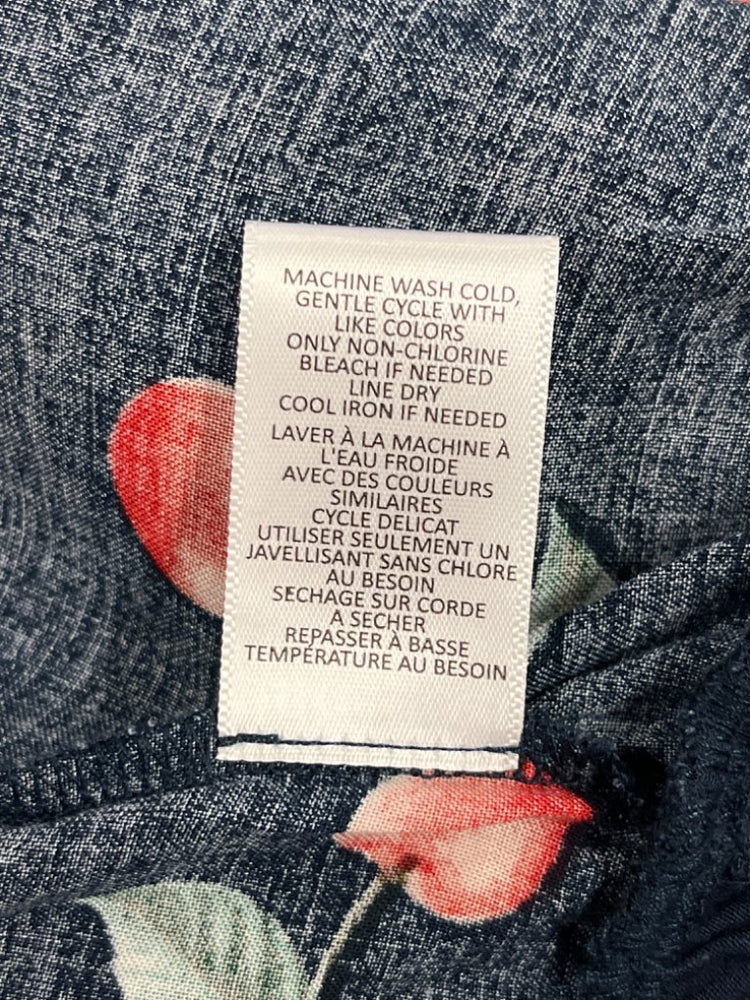 MACHINE WASH COLD,
GENTLE CYCLE WITH
LIKE COLORS
ONLY NON-CHLORINE
BLEACH IF NEEDED
LINE DRY
COOL IRON IF NEEDED
LAVER À LA MACHINE À
L'EAU FROIDE
AVEC DES COULEURS
SIMILAIRES
CYCLE DELICAT
UTILISER SEULEMENT UN
JAVELLISANT SANS CHLORE
AU BESOIN
SECHAGE SUR CORDE
A SECHER
REPASSER À BASSE
TEMPÉRATURE AU BESOIN